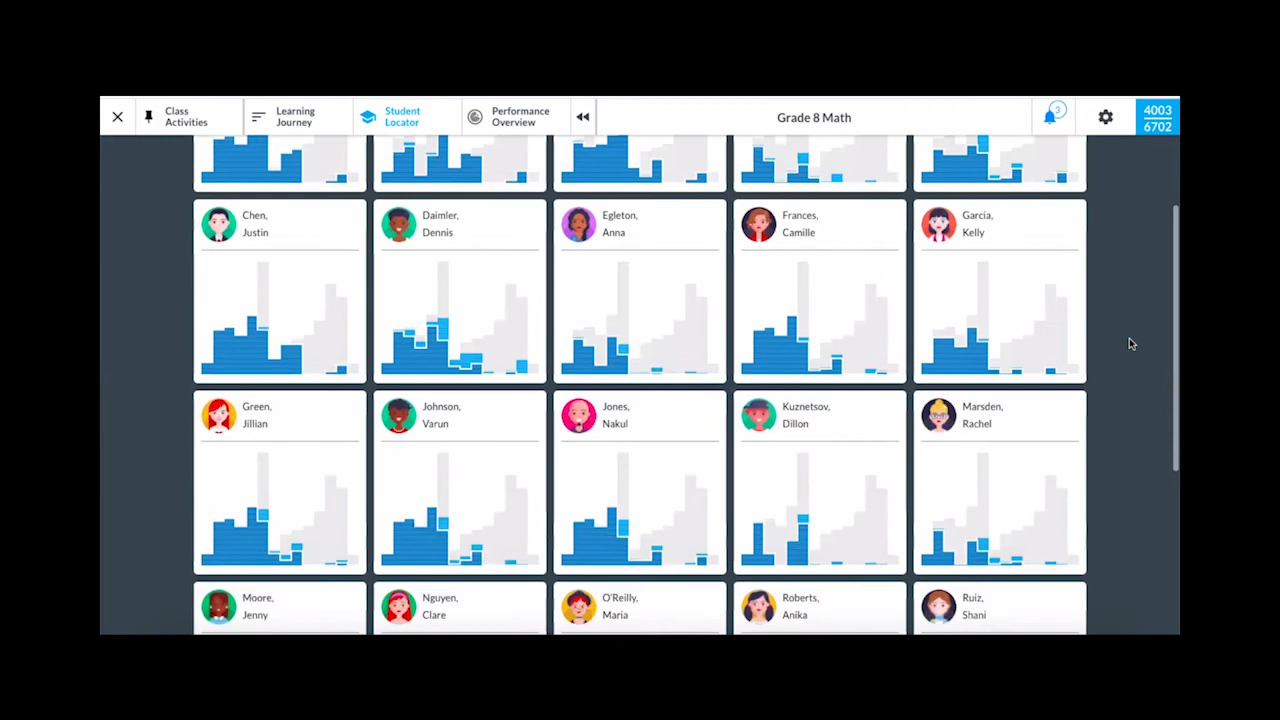 Class
Activities
Learning
Journey
Student
Locator
Performance
Overview
Grade 8 Math
3
4003
6702
Chen,
Justin
Daimler,
Dennis
Egleton,
Anna
Frances,
Camille
Garcia,
Kelly
Green,
Jillian
Johnson,
Varun
Jones,
Nakul
Kuznetsov,
Dillon
Marsden,
Rachel
Moore,
Jenny
Nguyen,
Clare
O'Reilly,
Maria
Roberts,
Anika
Ruiz,
Shani